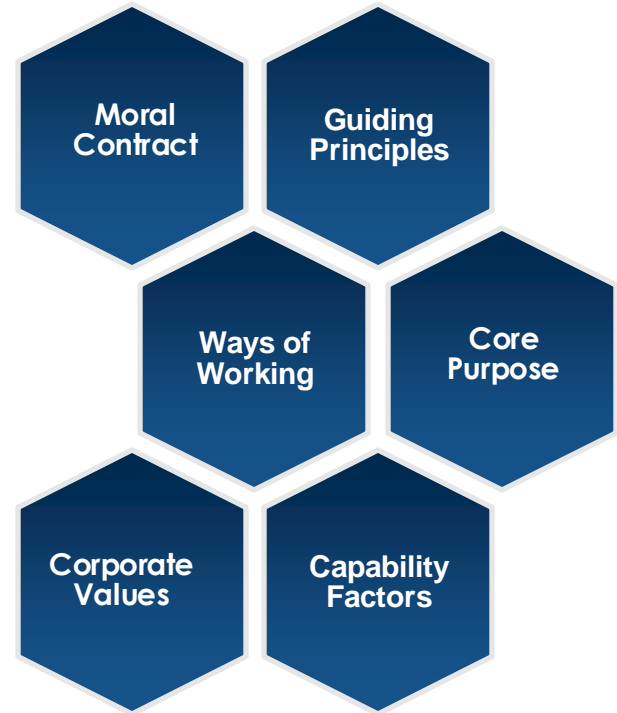 Moral
Contract
Guiding
Principles
Ways of
Working
Core
Purpose
Corporate
Values
Capability
Factors